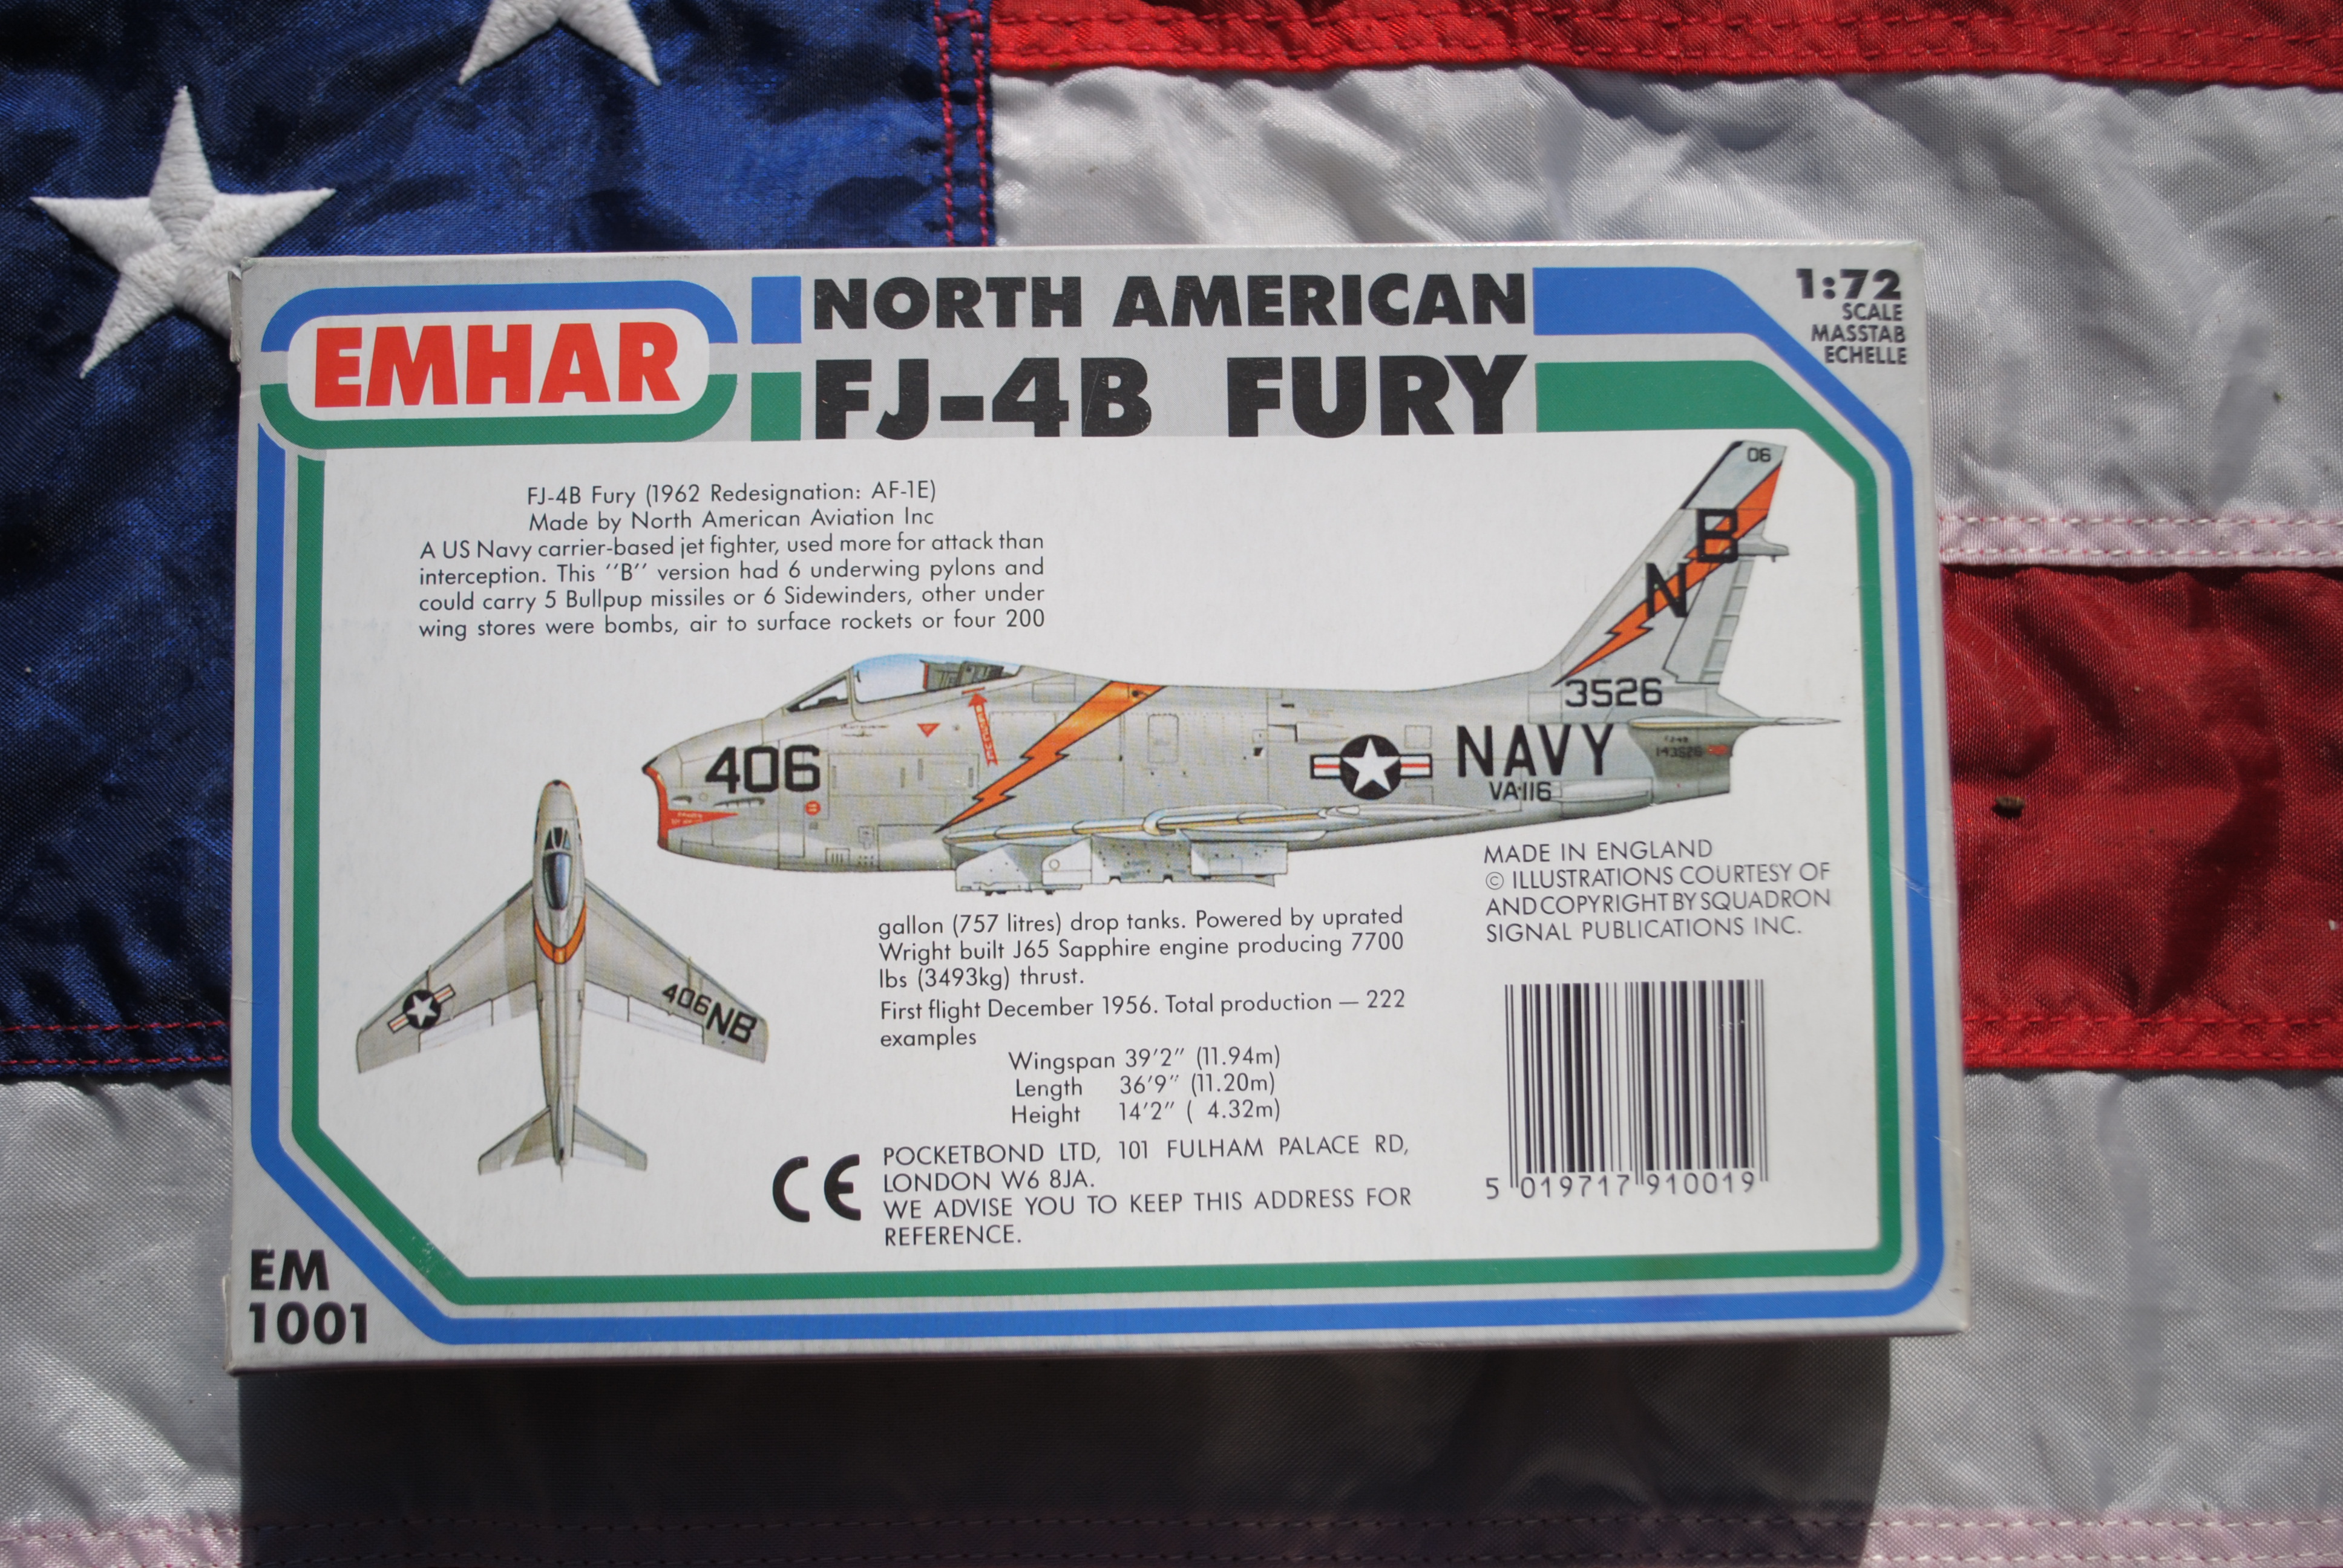 EMHAR
NORTH AMERICAN
FJ-4B FURY
1:72
SCALE
MASSTAB
ECHELLE
FJ-4B Fury (1962 Redesignation: AF-1E)
Made by North American Aviation Inc
A US Navy carrier-based jet fighter, used more for attack than
interception. This ''B'' version had 6 underwing pylons and
could carry 5 Bullpup missiles or 6 Sidewinders, other under
wing stores were bombs, air to surface rockets or four 200
06
B
N
3526
406
NAVY
VA-116
143526
RESCUE
406 NB
gallon (757 litres) drop tanks. Powered by uprated
Wright built J65 Sapphire engine producing 7700
lbs (3493kg) thrust.
First flight December 1956. Total production — 222
examples
Wingspan 39'2" (11.94m)
Length 36'9" (11.20m)
Height 14'2" ( 4.32m)
MADE IN ENGLAND
© ILLUSTRATIONS COURTESY OF
AND COPYRIGHT BY SQUADRON
SIGNAL PUBLICATIONS INC.
CE
POCKETBOND LTD, 101 FULHAM PALACE RD,
LONDON W6 8JA.
WE ADVISE YOU TO KEEP THIS ADDRESS FOR
REFERENCE.
5 019717 910019
EM
1001